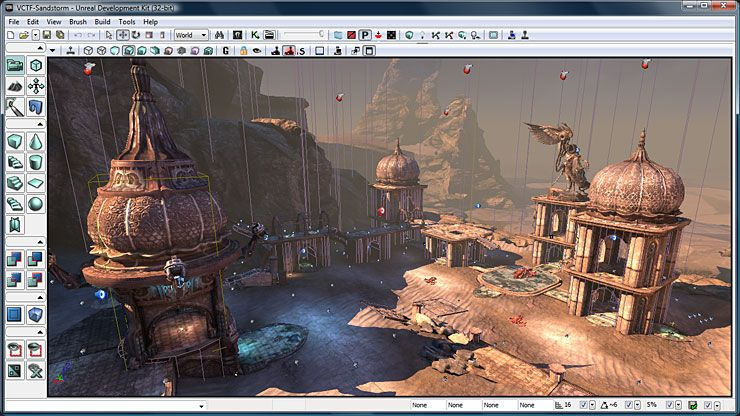 VCTF-Sandstorm - Unreal Development Kit (32-bit)
File Edit View Brush Build Tools Help
World
P
K
G
S
None None None None 16 ~6 5%